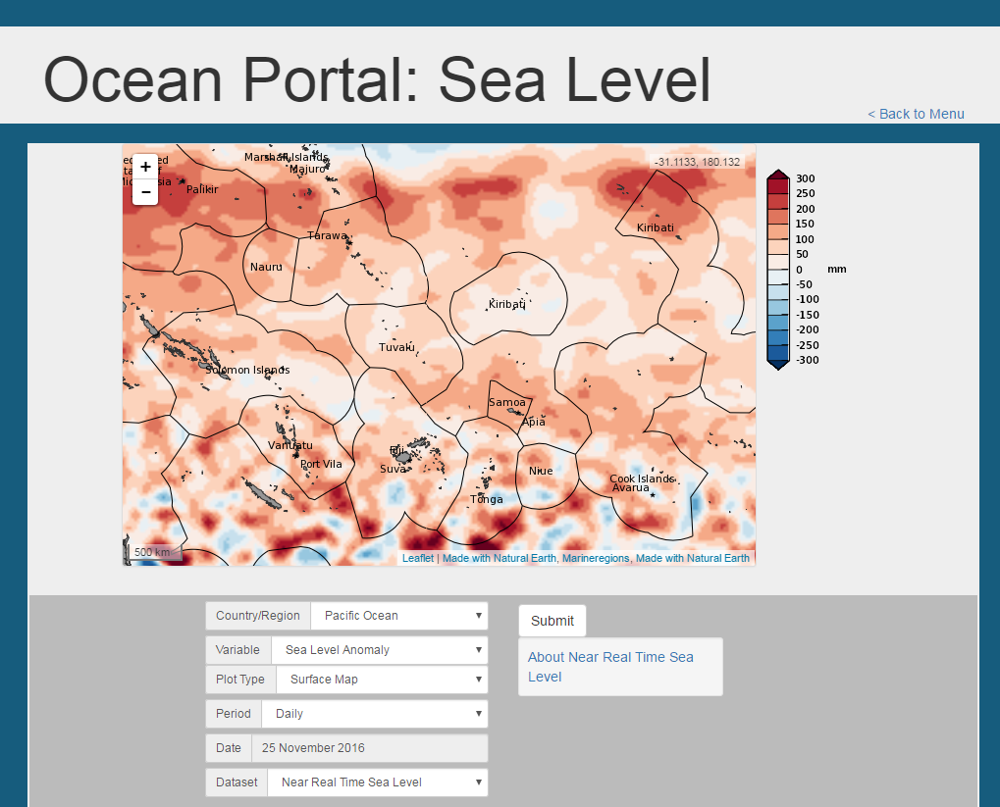 Ocean Portal: Sea Level
< Back to Menu
+
−
Marshall Islands
Majuro
Palikir
-31.1133, 180.132
Tarawa
Kiribati
Nauru
Kiribati
Tuvalu
Solomon Islands
Samoa
Apia
Vanuatu
Port Vila
Fiji
Suva
Niue
Tonga
Cook Islands
Avarua
500 km
Leaflet | Made with Natural Earth, Marineregions, Made with Natural Earth
300
250
200
150
100
50
0
mm
-50
-100
-150
-200
-250
-300
Country/Region Pacific Ocean
Variable Sea Level Anomaly
Plot Type Surface Map
Period Daily
Date 25 November 2016
Dataset Near Real Time Sea Level
Submit
About Near Real Time Sea
Level